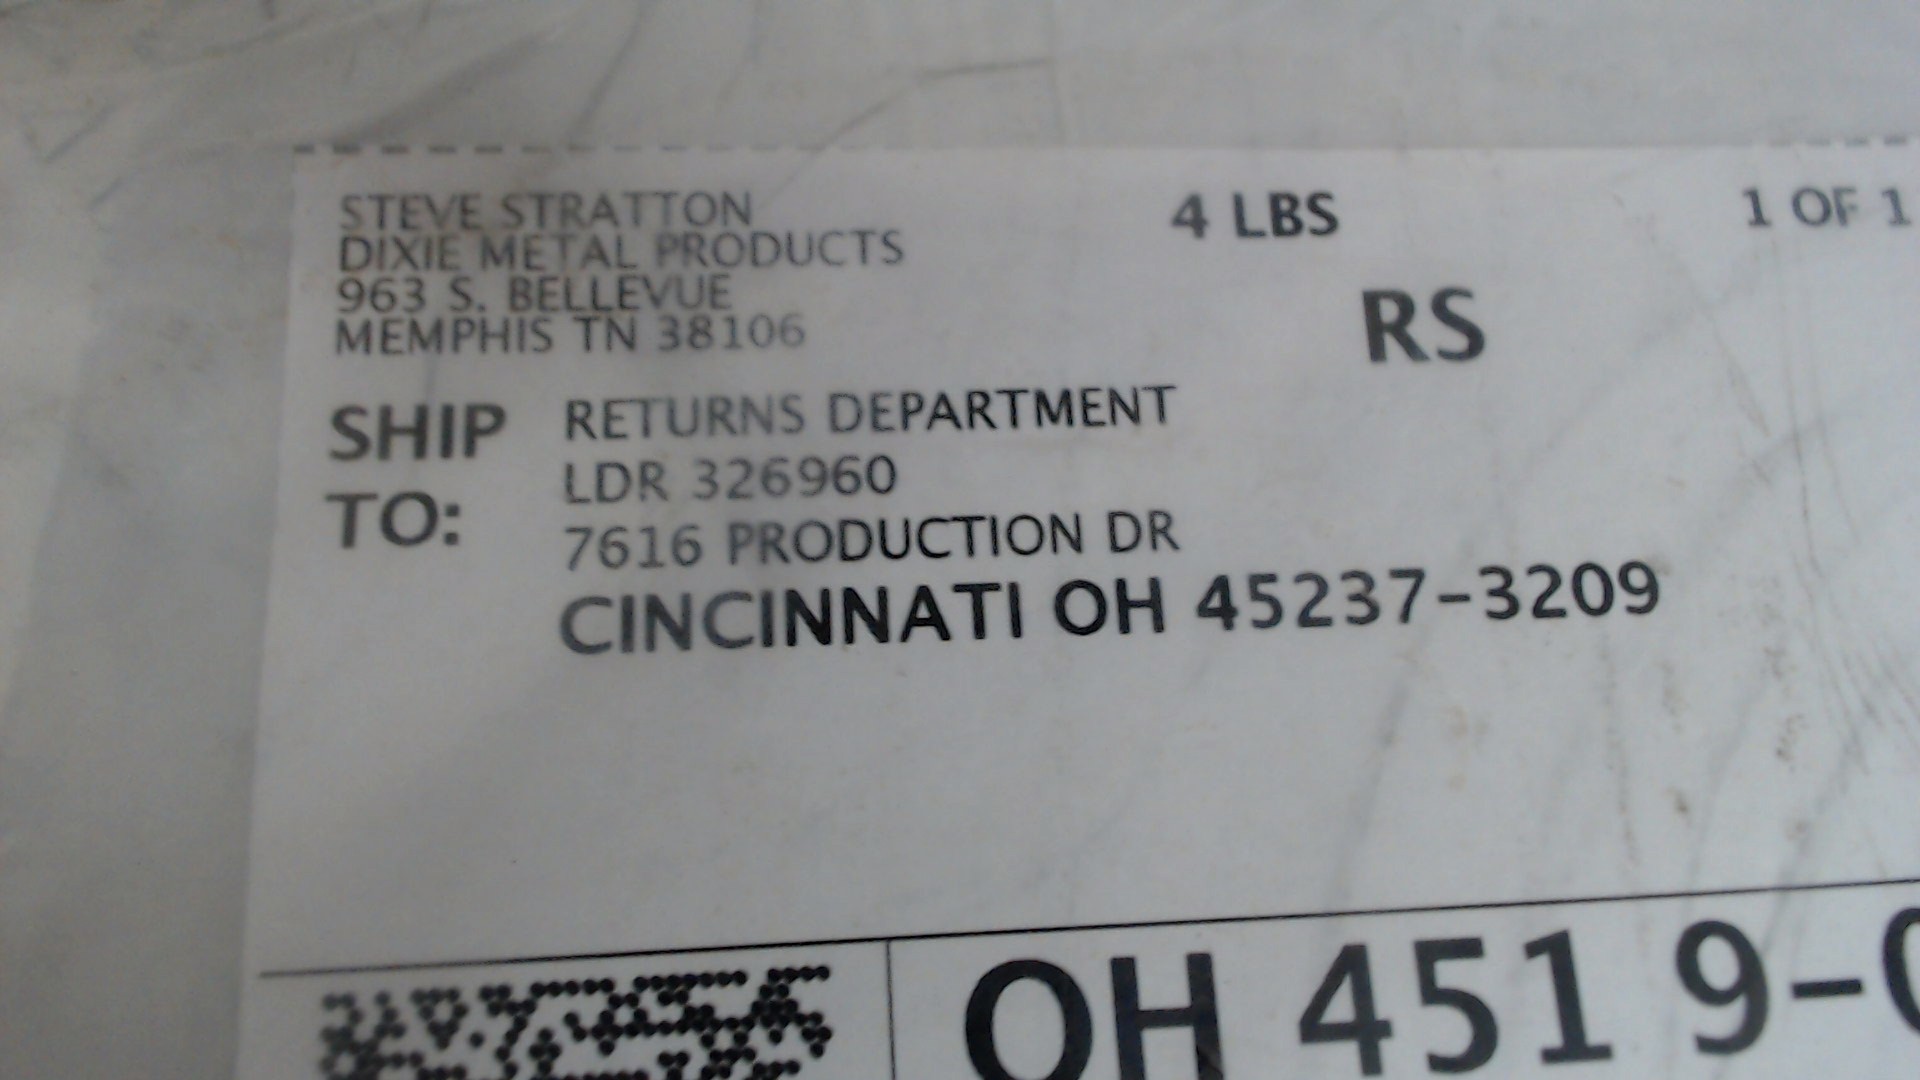 STEVE STRATTON
DIXIE METAL PRODUCTS
963 S. BELLEVUE
MEMPHIS TN 38106
4 LBS
1 OF 1
RS
SHIP TO:
RETURNS DEPARTMENT
LDR 326960
7616 PRODUCTION DR
CINCINNATI OH 45237-3209
OH 451 9-0